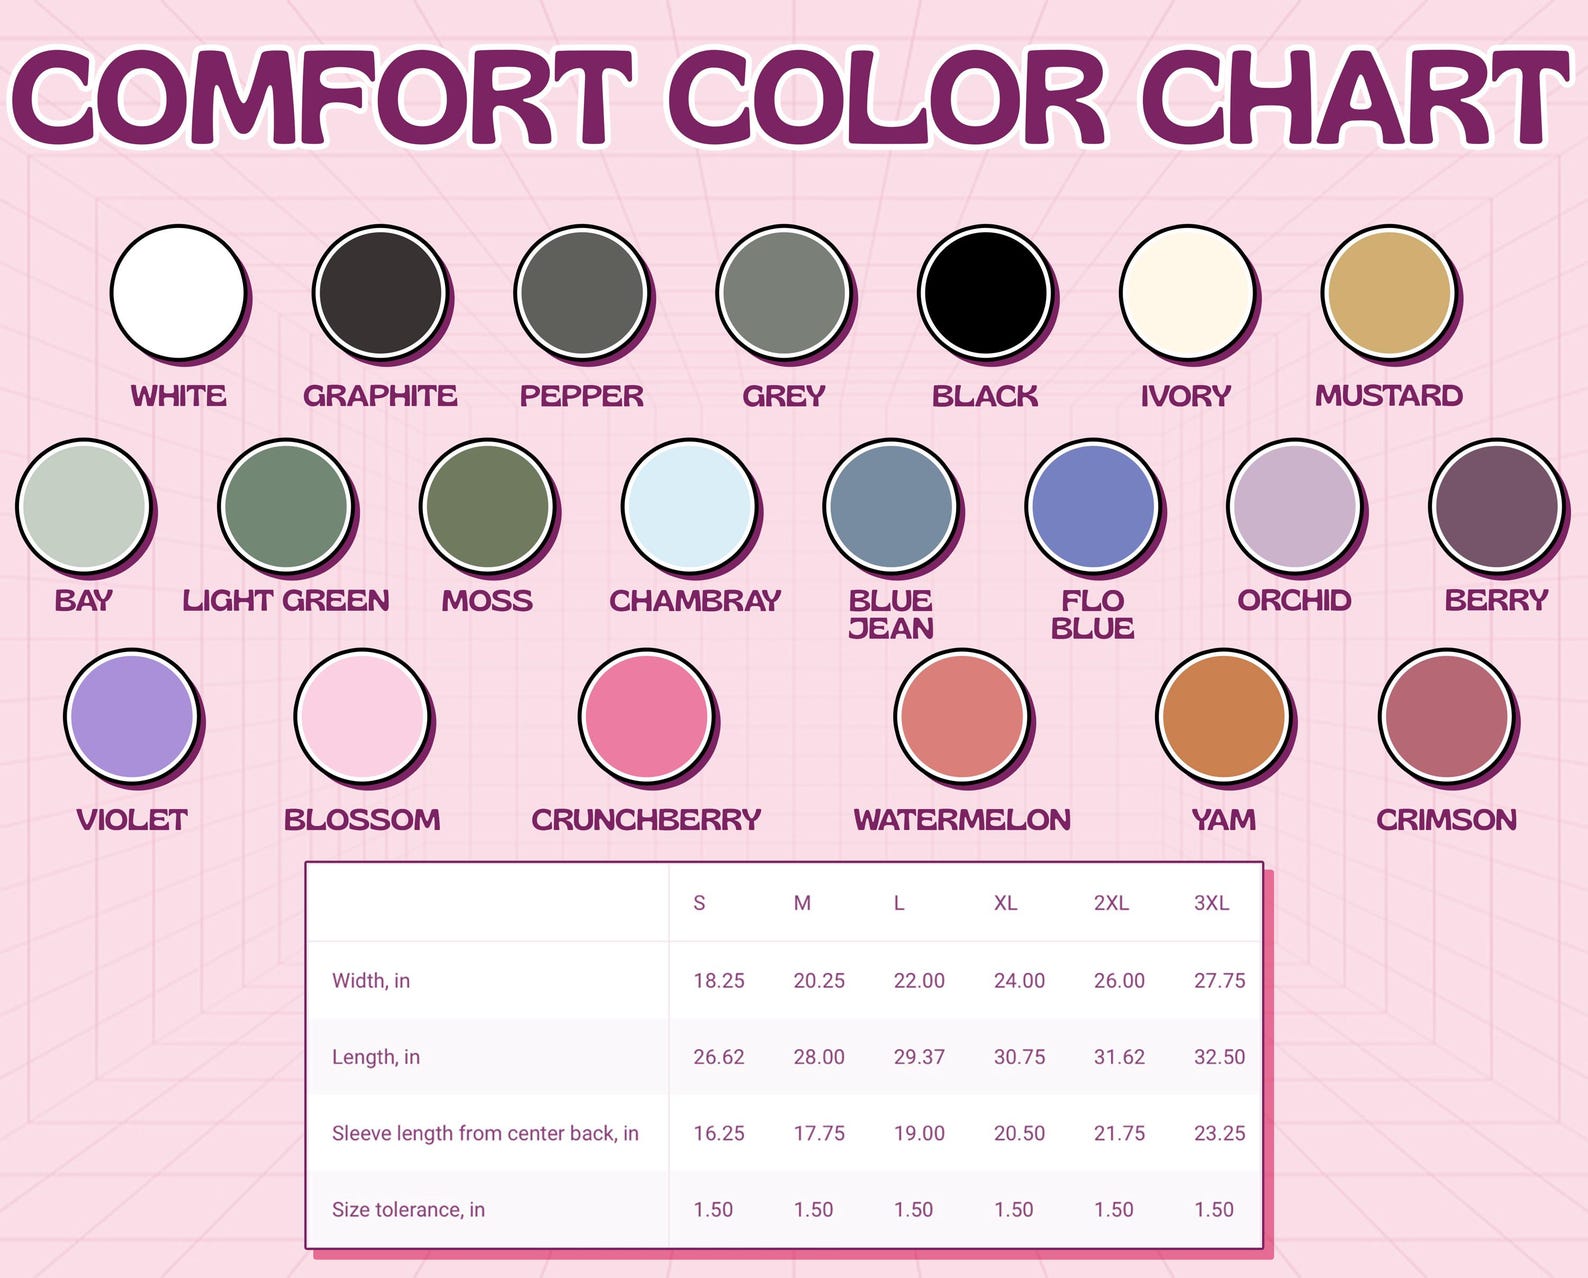 COMFORT COLOR CHART
WHITE GRAPHITE PEPPER GREY BLACK IVORY MUSTARD
BAY LIGHT GREEN MOSS CHAMBRAY BLUE JEAN FLO BLUE ORCHID BERRY
VIOLET BLOSSOM CRUNCHBERRY WATERMELON YAM CRIMSON
S M L XL 2XL 3XL
Width, in 18.25 20.25 22.00 24.00 26.00 27.75
Length, in 26.62 28.00 29.37 30.75 31.62 32.50
Sleeve length from center back, in 16.25 17.75 19.00 20.50 21.75 23.25
Size tolerance, in 1.50 1.50 1.50 1.50 1.50 1.50